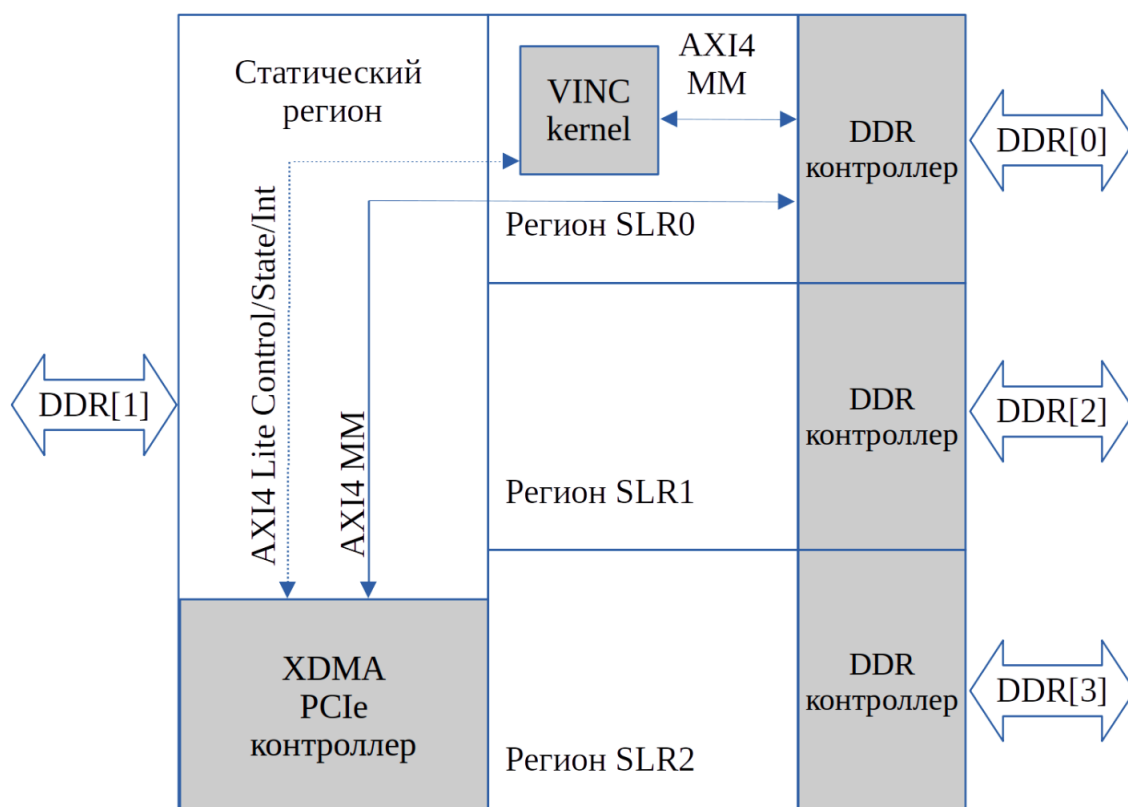 Статический
регион
VINC
kernel
AXI4
MM
DDR
контроллер
DDR[0]
Регион SLR0
AXI4 Lite Control/State/Int
AXI4 MM
DDR[1]
DDR
контроллер
DDR[2]
Регион SLR1
XDMA
PCIe
контроллер
DDR
контроллер
DDR[3]
Регион SLR2